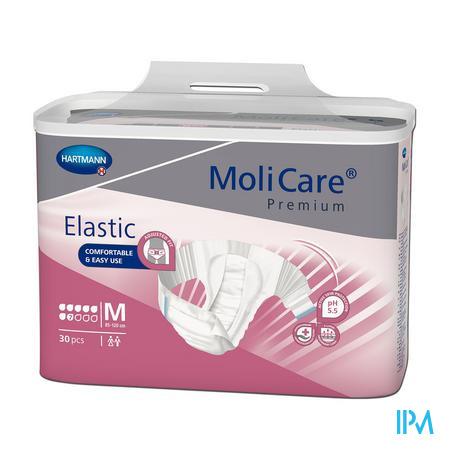 HARTMANN
MoliCare®
Premium
Elastic
COMFORTABLE
& EASY USE
M
85-120 cm
30 pcs
pH
5.5
IPM